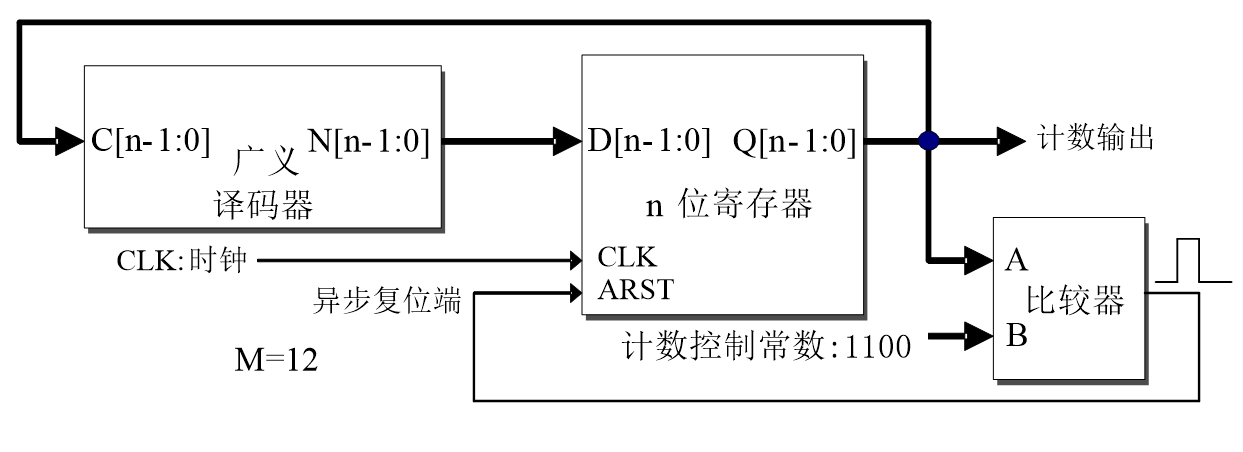 C[n-1:0] N[n-1:0]
广义
译码器
D[n-1:0] Q[n-1:0]
n 位寄存器
计数输出
CLK:时钟
CLK
异步复位端
ARST
A
比较器
B
计数控制常数:1100
M=12